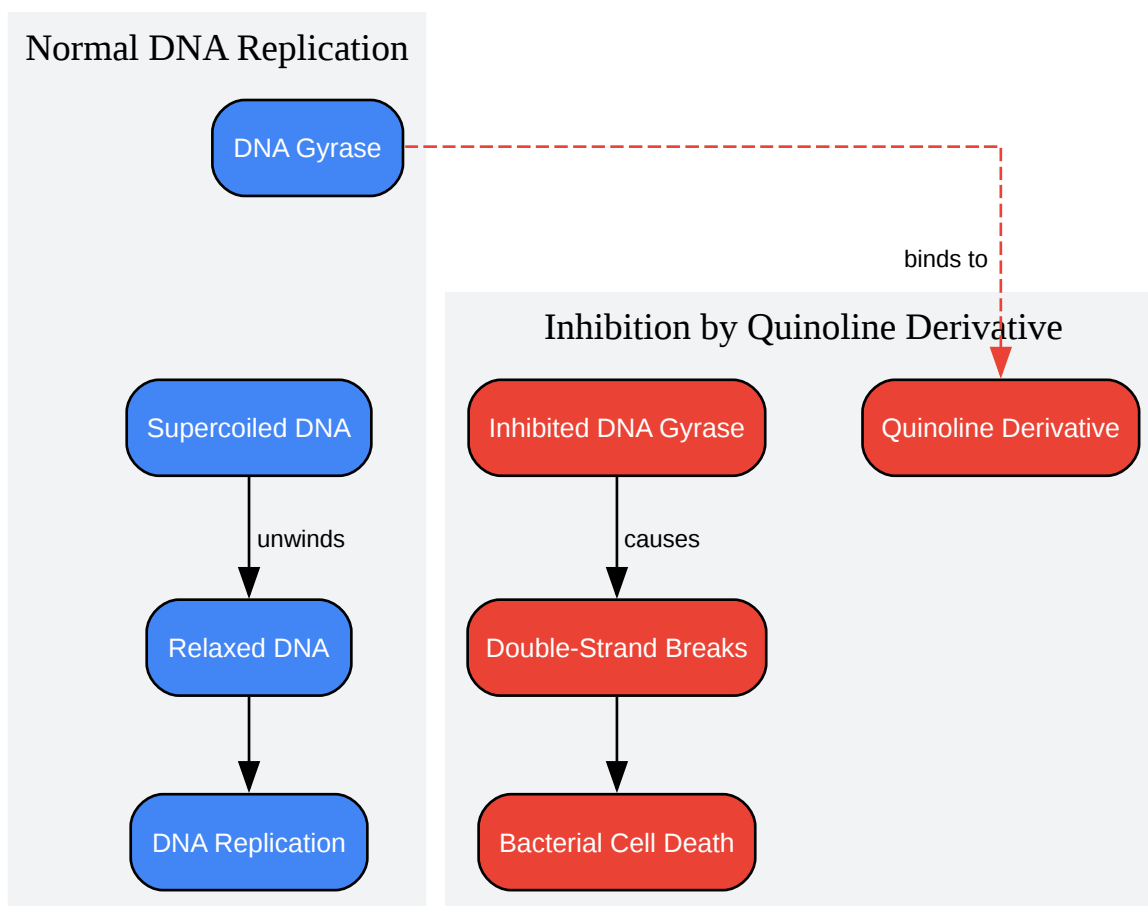 Normal DNA Replication
DNA Gyrase
binds to
Inhibition by Quinoline Derivative
Supercoiled DNA
Inhibited DNA Gyrase
Quinoline Derivative
unwinds
causes
Relaxed DNA
Double-Strand Breaks
DNA Replication
Bacterial Cell Death